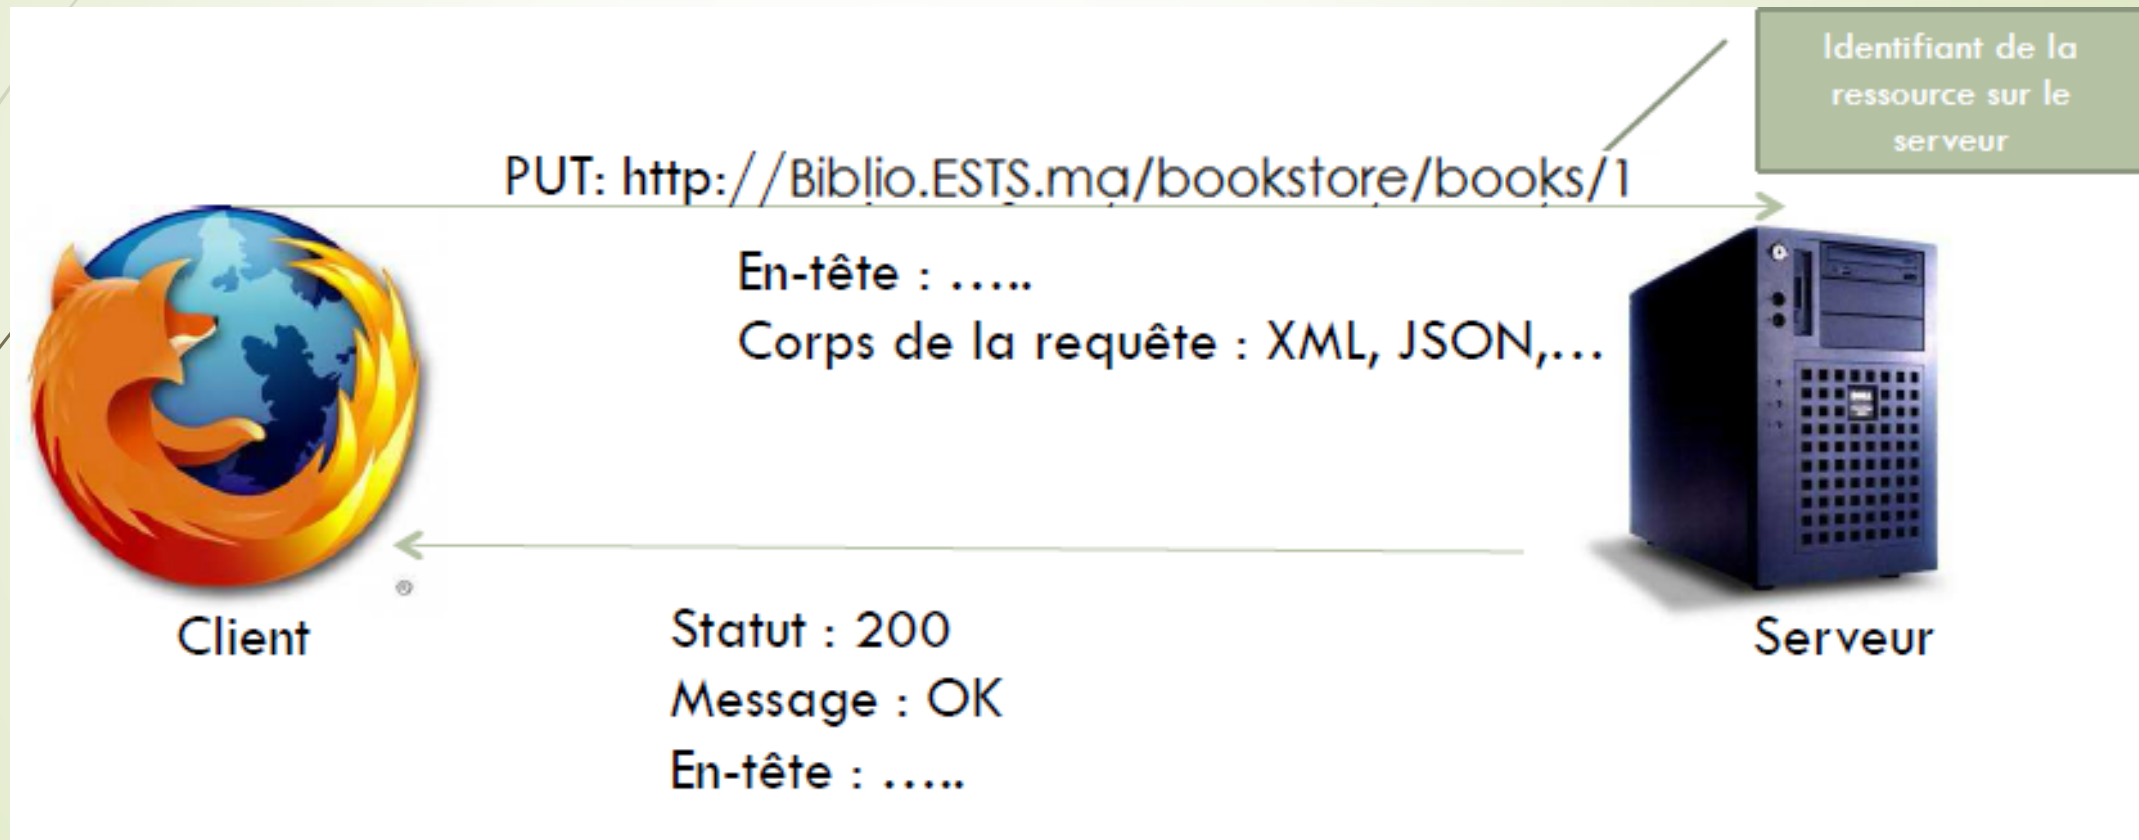 Identifiant de la
ressource sur le
serveur
PUT: http://Biblio.ESTS.ma/bookstore/books/1
En-tête : .....
Corps de la requête : XML, JSON,...
®
Client
Serveur
Statut : 200
Message : OK
En-tête : .....